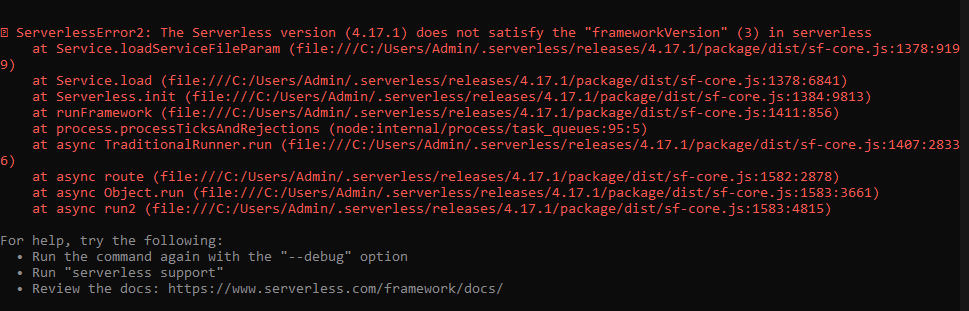 ServerlessError2: The Serverless version (4.17.1) does not satisfy the "frameworkVersion" (3) in serverless
at Service.loadServiceFileParam (file:///C:/Users/Admin/.serverless/releases/4.17.1/package/dist/sf-core.js:1378:919
9)
at Service.load (file:///C:/Users/Admin/.serverless/releases/4.17.1/package/dist/sf-core.js:1378:6841)
at Serverless.init (file:///C:/Users/Admin/.serverless/releases/4.17.1/package/dist/sf-core.js:1384:9813)
at runFramework (file:///C:/Users/Admin/.serverless/releases/4.17.1/package/dist/sf-core.js:1411:856)
at process.processTicksAndRejections (node:internal/process/task_queues:95:5)
at async TraditionalRunner.run (file:///C:/Users/Admin/.serverless/releases/4.17.1/package/dist/sf-core.js:1407:2833
6)
at async route (file:///C:/Users/Admin/.serverless/releases/4.17.1/package/dist/sf-core.js:1582:2878)
at async Object.run (file:///C:/Users/Admin/.serverless/releases/4.17.1/package/dist/sf-core.js:1583:3661)
at async run2 (file:///C:/Users/Admin/.serverless/releases/4.17.1/package/dist/sf-core.js:1583:4815)
For help, try the following:
• Run the command again with the "--debug" option
• Run "serverless support"
• Review the docs: https://www.serverless.com/framework/docs/